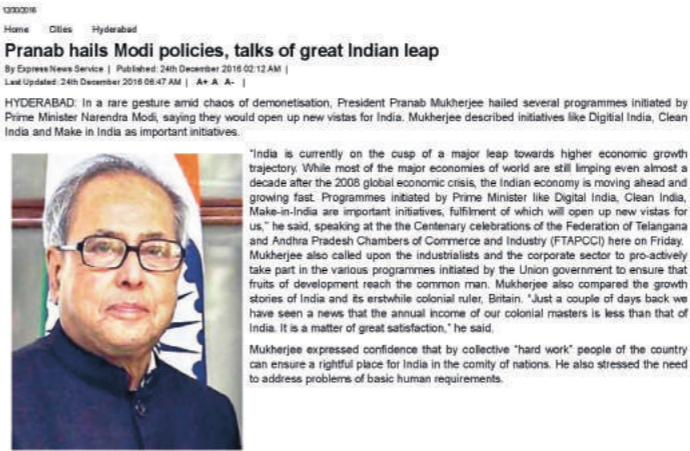 12/30/2016
Home Cities Hyderabad
Pranab hails Modi policies, talks of great Indian leap
By Express News Service | Published: 24th December 2016 02:12 AM |
Last Updated: 24th December 2016 06:47 AM | A+ A A- |
HYDERABAD: In a rare gesture amid chaos of demonetisation, President Pranab Mukherjee hailed several programmes initiated by
Prime Minister Narendra Modi, saying they would open up new vistas for India. Mukherjee described initiatives like Digitial India, Clean
India and Make in India as important initiatives.
"India is currently on the cusp of a major leap towards higher economic growth
trajectory. While most of the major economies of world are still limping even almost a
decade after the 2008 global economic crisis, the Indian economy is moving ahead and
growing fast. Programmes initiated by Prime Minister like Digital India, Clean India,
Make-in-India are important initiatives, fulfilment of which will open up new vistas for
us," he said, speaking at the the Centenary celebrations of the Federation of Telangana
and Andhra Pradesh Chambers of Commerce and Industry (FTAPCCI) here on Friday.
Mukherjee also called upon the industrialists and the corporate sector to pro-actively
take part in the various programmes initiated by the Union government to ensure that
fruits of development reach the common man. Mukherjee also compared the growth
stories of India and its erstwhile colonial ruler, Britain. "Just a couple of days back we
have seen a news that the annual income of our colonial masters is less than that of
India. It is a matter of great satisfaction," he said.
Mukherjee expressed confidence that by collective "hard work" people of the country
can ensure a rightful place for India in the comity of nations. He also stressed the need
to address problems of basic human requirements.